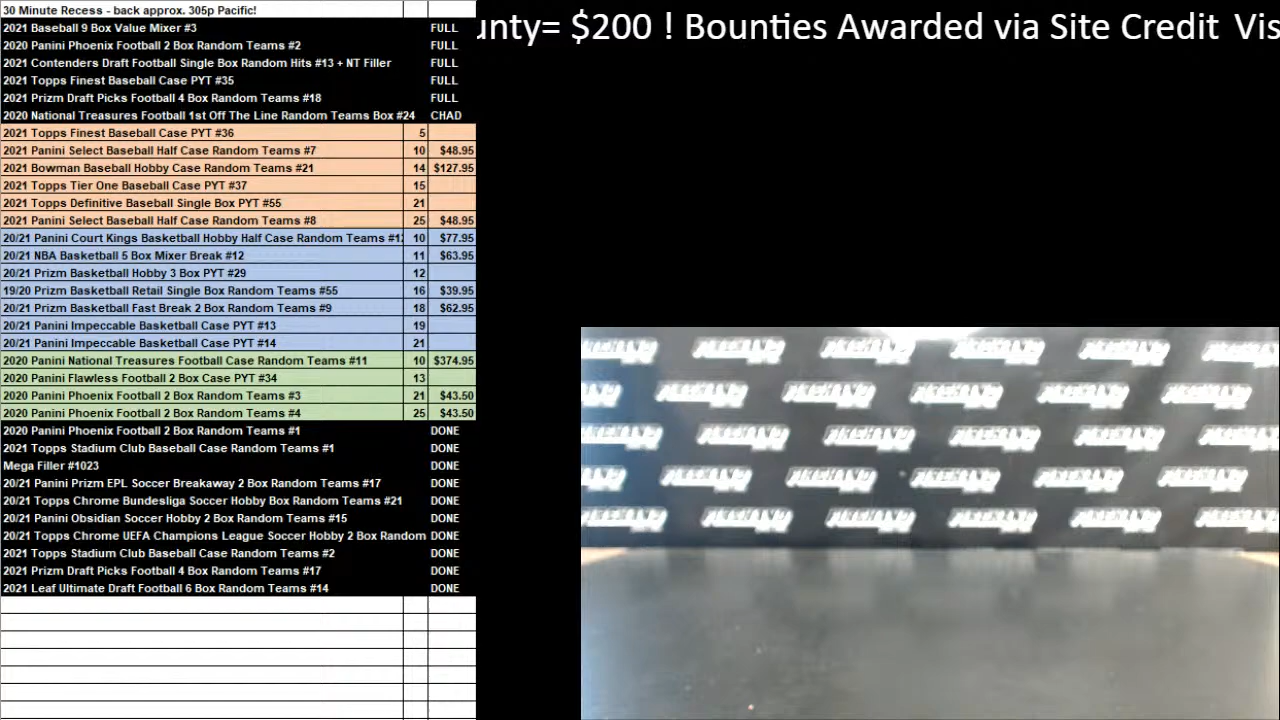 30 Minute Recess - back approx. 305p Pacific!
2021 Baseball 9 Box Value Mixer #3 FULL
2020 Panini Phoenix Football 2 Box Random Teams #2 FULL
2021 Contenders Draft Football Single Box Random Hits #13 + NT Filler FULL
2021 Topps Finest Baseball Case PYT #35 FULL
2021 Prizm Draft Picks Football 4 Box Random Teams #18 FULL
2020 National Treasures Football 1st Off The Line Random Teams Box #24 CHAD
2021 Topps Finest Baseball Case PYT #36 5
2021 Panini Select Baseball Half Case Random Teams #7 10 $48.95
2021 Bowman Baseball Hobby Case Random Teams #21 14 $127.95
2021 Topps Tier One Baseball Case PYT #37 15
2021 Topps Definitive Baseball Single Box PYT #55 21
2021 Panini Select Baseball Half Case Random Teams #8 25 $48.95
20/21 Panini Court Kings Basketball Hobby Half Case Random Teams 10 $77.95
20/21 NBA Basketball 5 Box Mixer Break #12 11 $63.95
20/21 Prizm Basketball Hobby 3 Box PYT #29 12
19/20 Prizm Basketball Retail Single Box Random Teams #55 16 $39.95
20/21 Prizm Basketball Fast Break 2 Box Random Teams #9 18 $62.95
20/21 Panini Impeccable Basketball Case PYT #13 19
20/21 Panini Impeccable Basketball Case PYT #14 21
2020 Panini National Treasures Football Case Random Teams #11 10 $374.95
2020 Panini Flawless Football 2 Box Case PYT #34 13
2020 Panini Phoenix Football 2 Box Random Teams #3 21 $43.50
2020 Panini Phoenix Football 2 Box Random Teams #4 25 $43.50
2020 Panini Phoenix Football 2 Box Random Teams #1 DONE
2021 Topps Stadium Club Baseball Case Random Teams #1 DONE
Mega Filler #1023 DONE
20/21 Panini Prizm EPL Soccer Breakaway 2 Box Random Teams #17 DONE
20/21 Topps Chrome Bundesliga Soccer Hobby Box Random Teams #21 DONE
20/21 Panini Obsidian Soccer Hobby 2 Box Random Teams #15 DONE
20/21 Topps Chrome UEFA Champions League Soccer Hobby 2 Box Random DONE
2021 Topps Stadium Club Baseball Case Random Teams #2 DONE
2021 Prizm Draft Picks Football 4 Box Random Teams #17 DONE
2021 Leaf Ultimate Draft Football 6 Box Random Teams #14 DONE
unty= $200 ! Bounties Awarded via Site Credit Vis